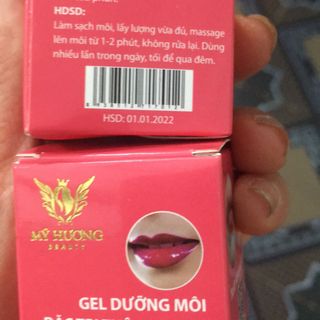 HDSD:
Làm sạch môi, lấy lượng vừa đủ, massage
lên môi từ 1-2 phút, không rửa lại. Dùng
nhiều lần trong ngày, tối để qua đêm.
HSD: 01.01.2022
MỸ HƯƠNG
BEAUTY
GEL DƯỠNG MÔI